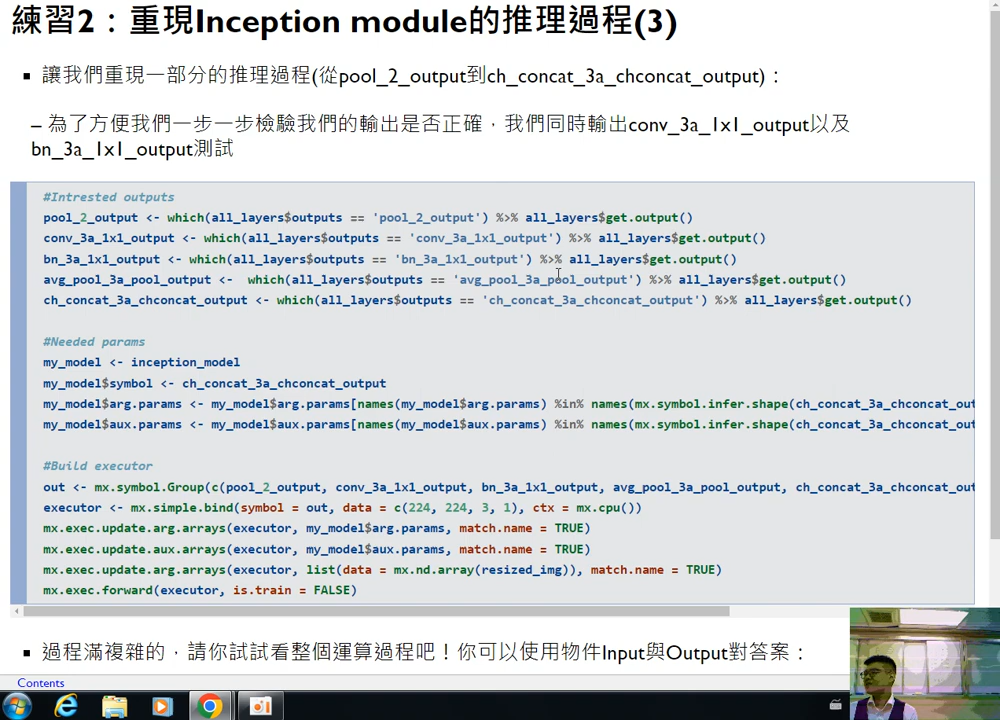 練習2：重現Inception module的推理過程(3)
讓我們重現一部分的推理過程(從pool_2_output到ch_concat_3a_chconcat_output)：
– 為了方便我們一步一步檢驗我們的輸出是否正確，我們同時輸出conv_3a_1x1_output以及
bn_3a_1x1_output測試
#Intrested outputs
pool_2_output <- which(all_layers$outputs == 'pool_2_output') %>% all_layers$get.output()
conv_3a_1x1_output <- which(all_layers$outputs == 'conv_3a_1x1_output') %>% all_layers$get.output()
bn_3a_1x1_output <- which(all_layers$outputs == 'bn_3a_1x1_output') %>% all_layers$get.output()
avg_pool_3a_pool_output <-  which(all_layers$outputs == 'avg_pool_3a_pool_output') %>% all_layers$get.output()
ch_concat_3a_chconcat_output <- which(all_layers$outputs == 'ch_concat_3a_chconcat_output') %>% all_layers$get.output()
#Needed params
my_model <- inception_model
my_model$symbol <- ch_concat_3a_chconcat_output
my_model$arg.params <- my_model$arg.params[names(my_model$arg.params) %in% names(mx.symbol.infer.shape(ch_concat_3a_chconcat_out
my_model$aux.params <- my_model$aux.params[names(my_model$aux.params) %in% names(mx.symbol.infer.shape(ch_concat_3a_chconcat_out
#Build executor
out <- mx.symbol.Group(c(pool_2_output, conv_3a_1x1_output, bn_3a_1x1_output, avg_pool_3a_pool_output, ch_concat_3a_chconcat_out
executor <- mx.simple.bind(symbol = out, data = c(224, 224, 3, 1), ctx = mx.cpu())
mx.exec.update.arg.arrays(executor, my_model$arg.params, match.name = TRUE)
mx.exec.update.aux.arrays(executor, my_model$aux.params, match.name = TRUE)
mx.exec.update.arg.arrays(executor, list(data = mx.nd.array(resized_img)), match.name = TRUE)
mx.exec.forward(executor, is.train = FALSE)
過程滿複雜的，請你試試看整個運算過程吧！你可以使用物件Input與Output對答案：
Contents